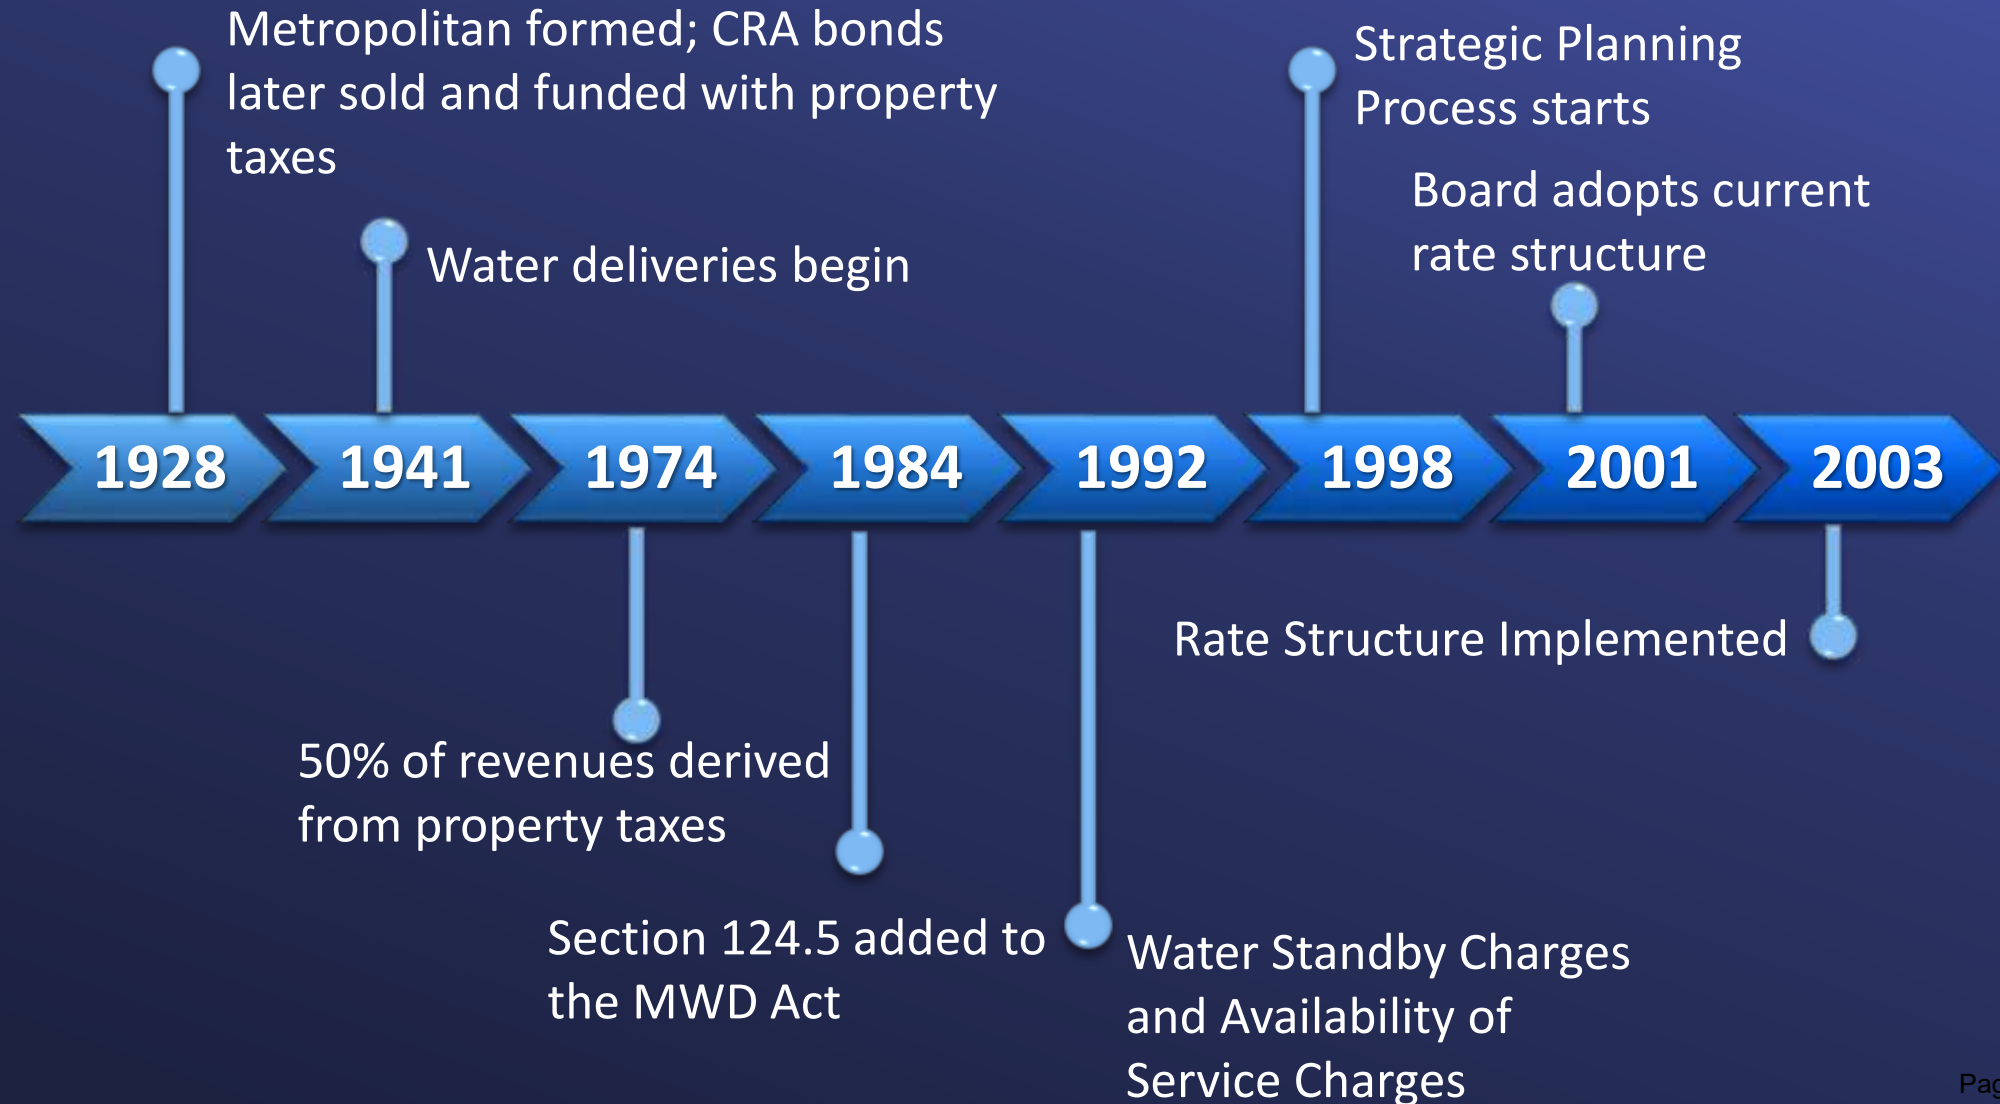 Metropolitan formed; CRA bonds
later sold and funded with property
taxes
Strategic Planning
Process starts
Board adopts current
rate structure
Water deliveries begin
1928
1941
1974
1984
1992
1998
2001
2003
Rate Structure Implemented
50% of revenues derived
from property taxes
Section 124.5 added to
the MWD Act
Water Standby Charges
and Availability of
Service Charges
Pag